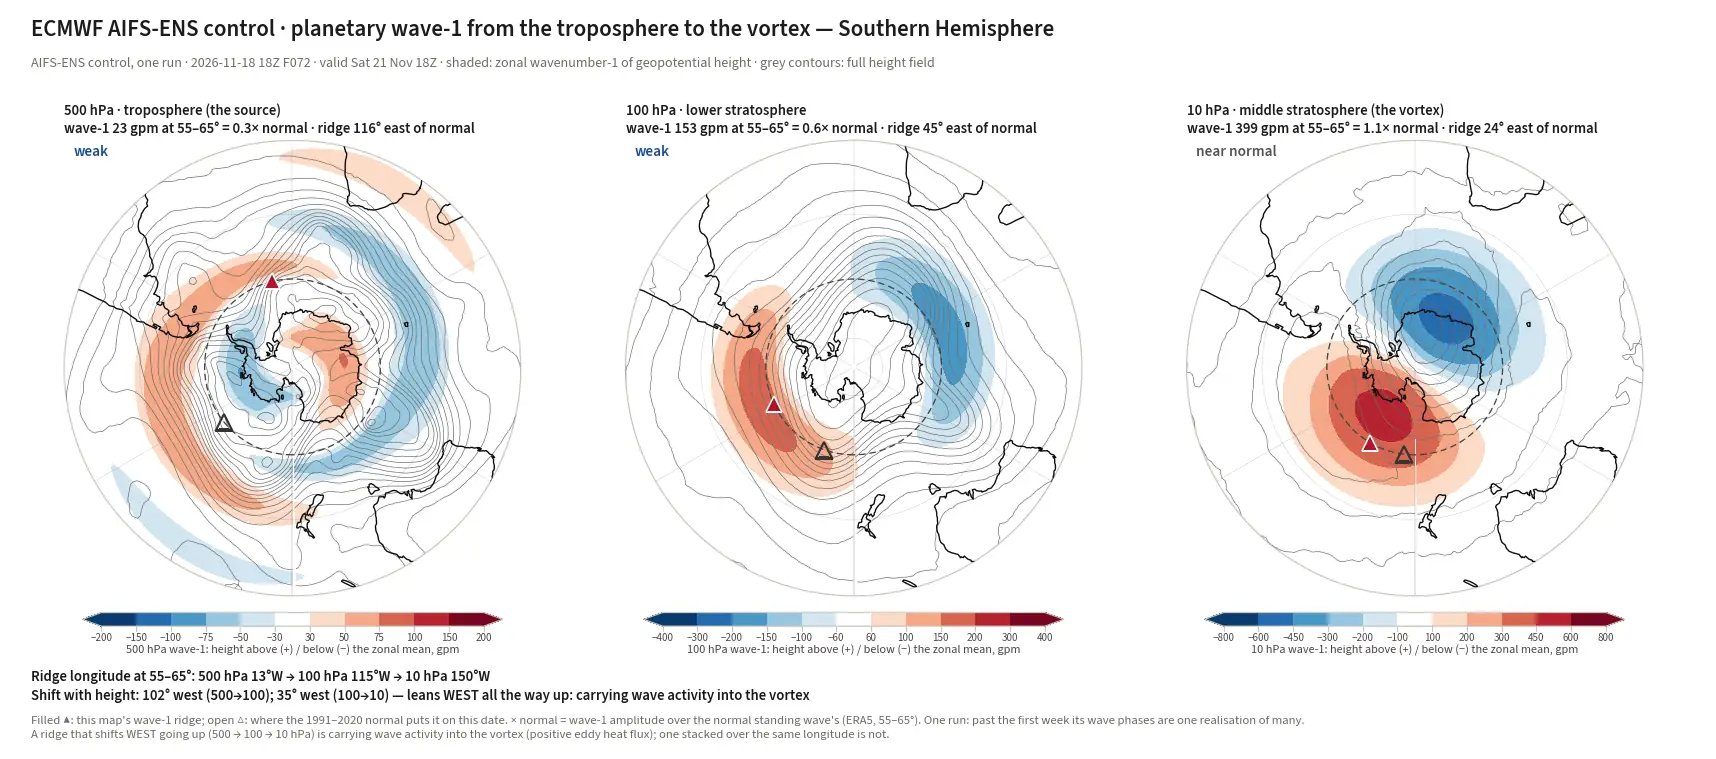 ECMWF AIFS-ENS control · planetary wave-1 from the troposphere to the vortex — Southern Hemisphere
AIFS-ENS control, one run · 2026-11-18 18Z F072 · valid Sat 21 Nov 18Z · shaded: zonal wavenumber-1 of geopotential height · grey contours: full height field
500 hPa · troposphere (the source)
wave-1 23 gpm at 55–65° = 0.3× normal · ridge 116° east of normal
weak
100 hPa · lower stratosphere
wave-1 153 gpm at 55–65° = 0.6× normal · ridge 45° east of normal
weak
10 hPa · middle stratosphere (the vortex)
wave-1 399 gpm at 55–65° = 1.1× normal · ridge 24° east of normal
near normal
−200 −150 −100 −75 −50 −30 30 50 75 100 150 200
500 hPa wave-1: height above (+) / below (−) the zonal mean, gpm
−400 −300 −200 −150 −100 −60 60 100 150 200 300 400
100 hPa wave-1: height above (+) / below (−) the zonal mean, gpm
−800 −600 −450 −300 −200 −100 100 200 300 450 600 800
10 hPa wave-1: height above (+) / below (−) the zonal mean, gpm
Ridge longitude at 55–65°: 500 hPa 13°W → 100 hPa 115°W → 10 hPa 150°W
Shift with height: 102° west (500→100); 35° west (100→10) — leans WEST all the way up: carrying wave activity into the vortex
Filled ▲: this map's wave-1 ridge; open △: where the 1991–2020 normal puts it on this date. × normal = wave-1 amplitude over the normal standing wave's (ERA5, 55–65°). One run: past the first week its wave phases are one realisation of many.
A ridge that shifts WEST going up (500 → 100 → 10 hPa) is carrying wave activity into the vortex (positive eddy heat flux); one stacked over the same longitude is not.